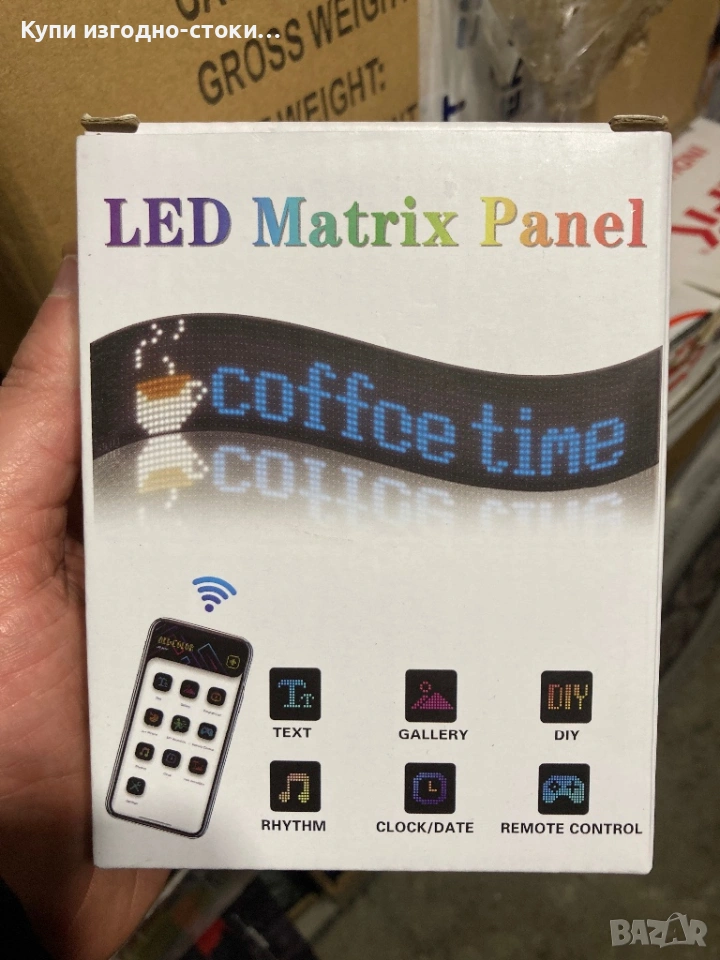 Купи изгодно-стоки...
GROSS WEIGHT
WEIGHT:
LED Matrix Panel
coffce time
TEXT
GALLERY
DIY
DIY
RHYTHM
CLOCK/DATE
REMOTE CONTROL
BAZAR